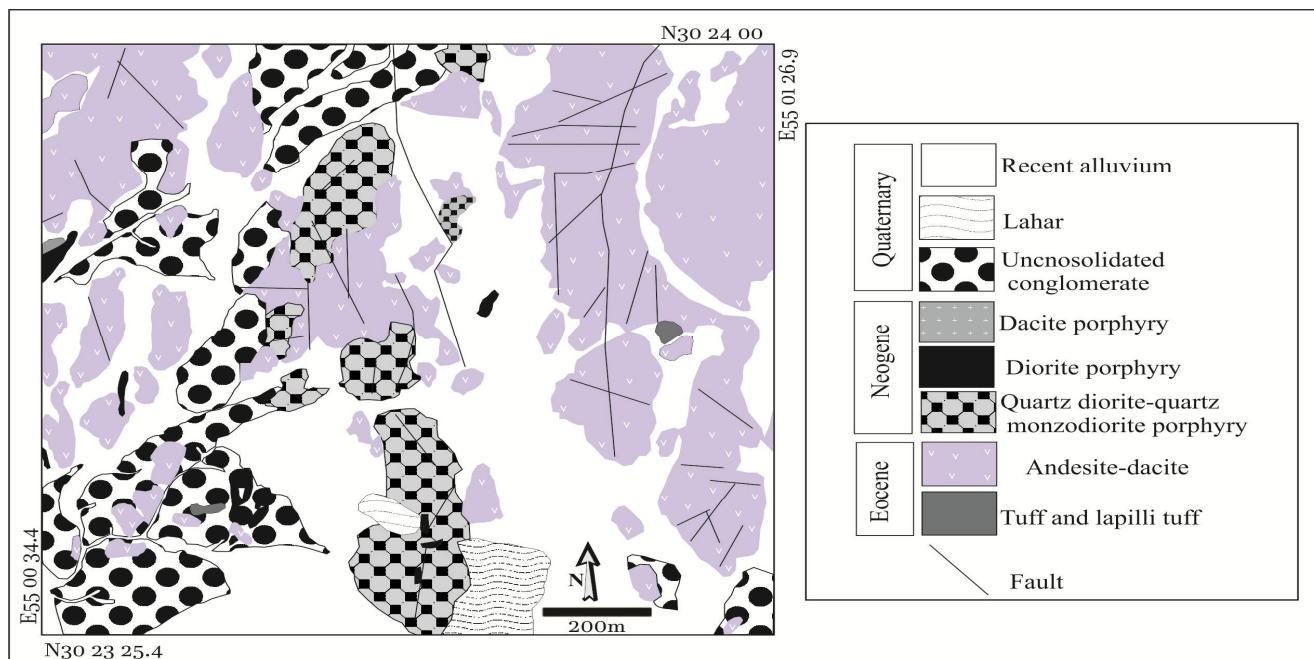 N30 24 00
E55 01 26.9
E55 00 34.4
N30 23 25.4
N
200m
Quaternary
Recent alluvium
Lahar
Uncnosolidated
conglomerate
Neogene
Dacite porphyry
Diorite porphyry
Quartz diorite-quartz
monzodiorite porphyry
Eocene
Andesite-dacite
Tuff and lapilli tuff
Fault